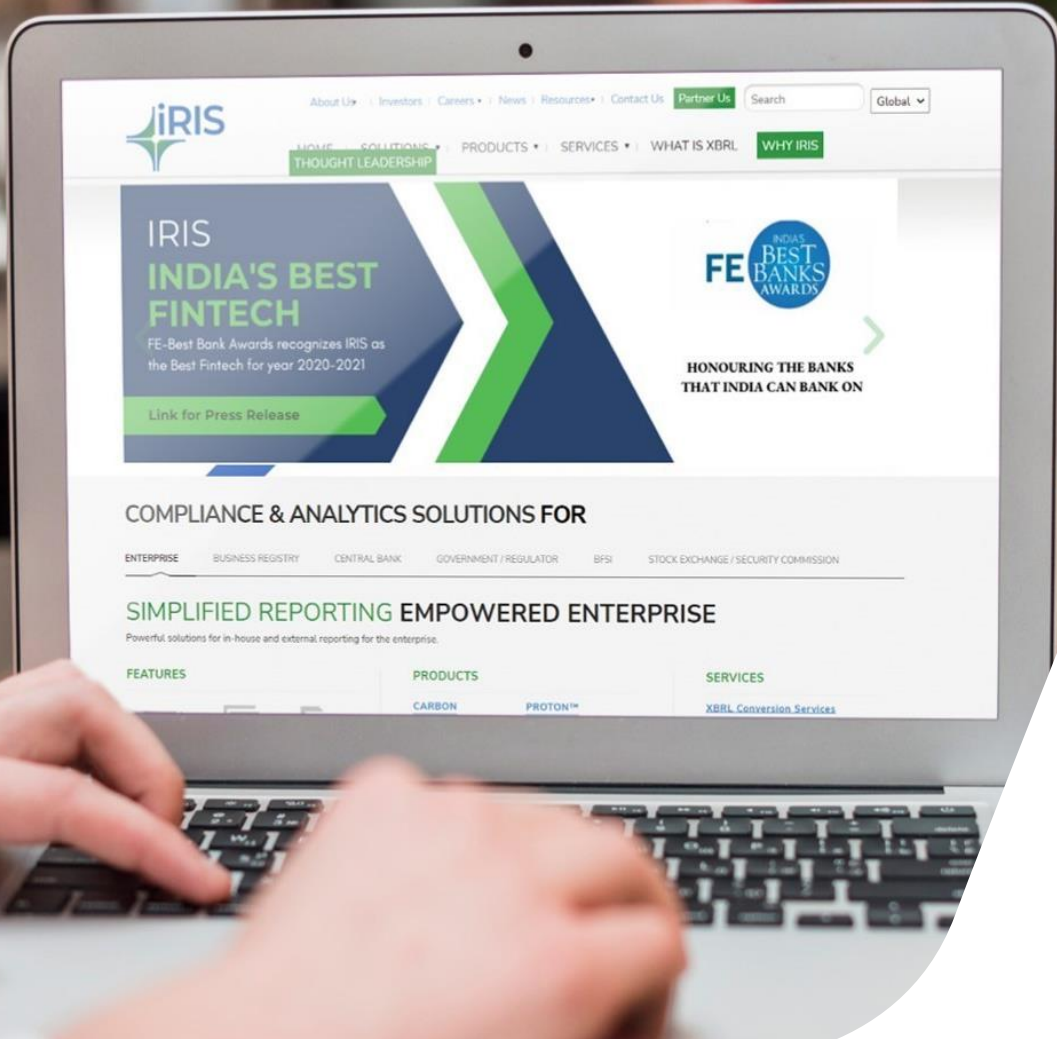 iRIS
About Us Investors Careers News Resources Contact Us Partner Us Search Global
HOME SOLUTIONS PRODUCTS SERVICES WHAT IS XBRL WHY IRIS
THOUGHT LEADERSHIP
IRIS
INDIA'S BEST
FINTECH
FE-Best Bank Awards recognizes IRIS as
the Best Fintech for year 2020-2021
Link for Press Release
FE
INDIA'S
BEST
BANKS
AWARDS
HONOURING THE BANKS
THAT INDIA CAN BANK ON
COMPLIANCE & ANALYTICS SOLUTIONS FOR
ENTERPRISE BUSINESS REGISTRY CENTRAL BANK GOVERNMENT / REGULATOR BFSI STOCK EXCHANGE / SECURITY COMMISSION
SIMPLIFIED REPORTING EMPOWERED ENTERPRISE
Powerful solutions for in-house and external reporting for the enterprise.
FEATURES PRODUCTS SERVICES
CARBON PROTON™ XBRL Conversion Services